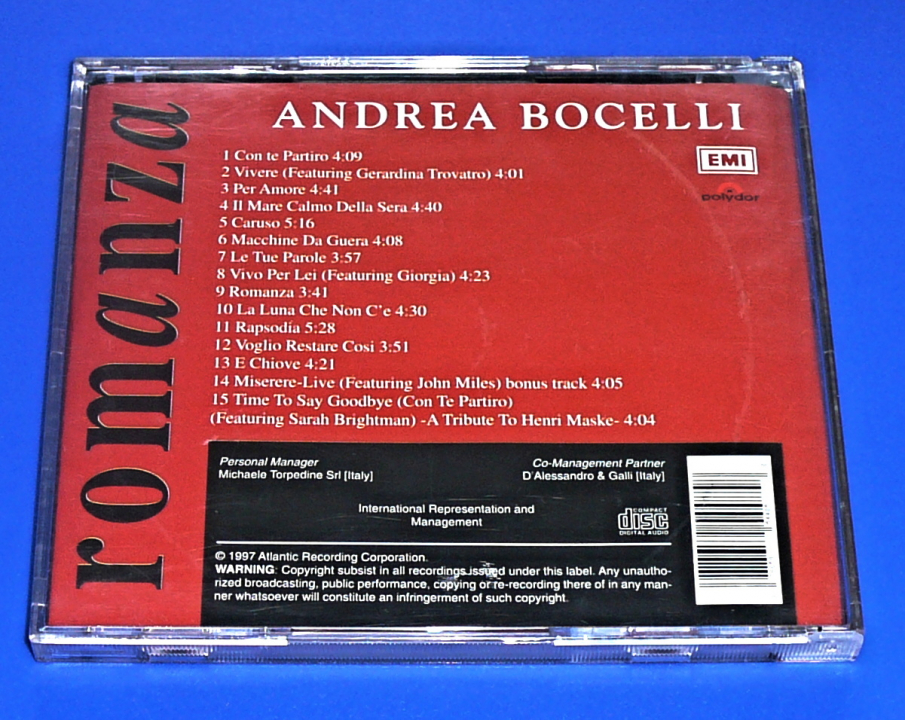 romanza
ANDREA BOCELLI
EMI
polydor
1 Con te Partiro 4:09
2 Vivere (Featuring Gerardina Trovatro) 4:01
3 Per Amore 4:41
4 Il Mare Calmo Della Sera 4:40
5 Caruso 5:16
6 Macchine Da Guera 4:08
7 Le Tue Parole 3:57
8 Vivo Per Lei (Featuring Giorgia) 4:23
9 Romanza 3:41
10 La Luna Che Non C'e 4:30
11 Rapsodia 5:28
12 Voglio Restare Cosi 3:51
13 E Chiove 4:21
14 Miserere-Live (Featuring John Miles) bonus track 4:05
15 Time To Say Goodbye (Con Te Partiro)
(Featuring Sarah Brightman) -A Tribute To Henri Maske- 4:04
Personal Manager
Michaele Torpedine Srl [Italy]
Co-Management Partner
D'Alessandro & Galli [Italy]
International Representation and
Management
COMPACT
disc
DIGITAL AUDIO
© 1997 Atlantic Recording Corporation.
WARNING: Copyright subsist in all recordings issued under this label. Any unautho-
rized broadcasting, public performance, copying or re-recording there of in any man-
ner whatsoever will constitute an infringement of such copyright.